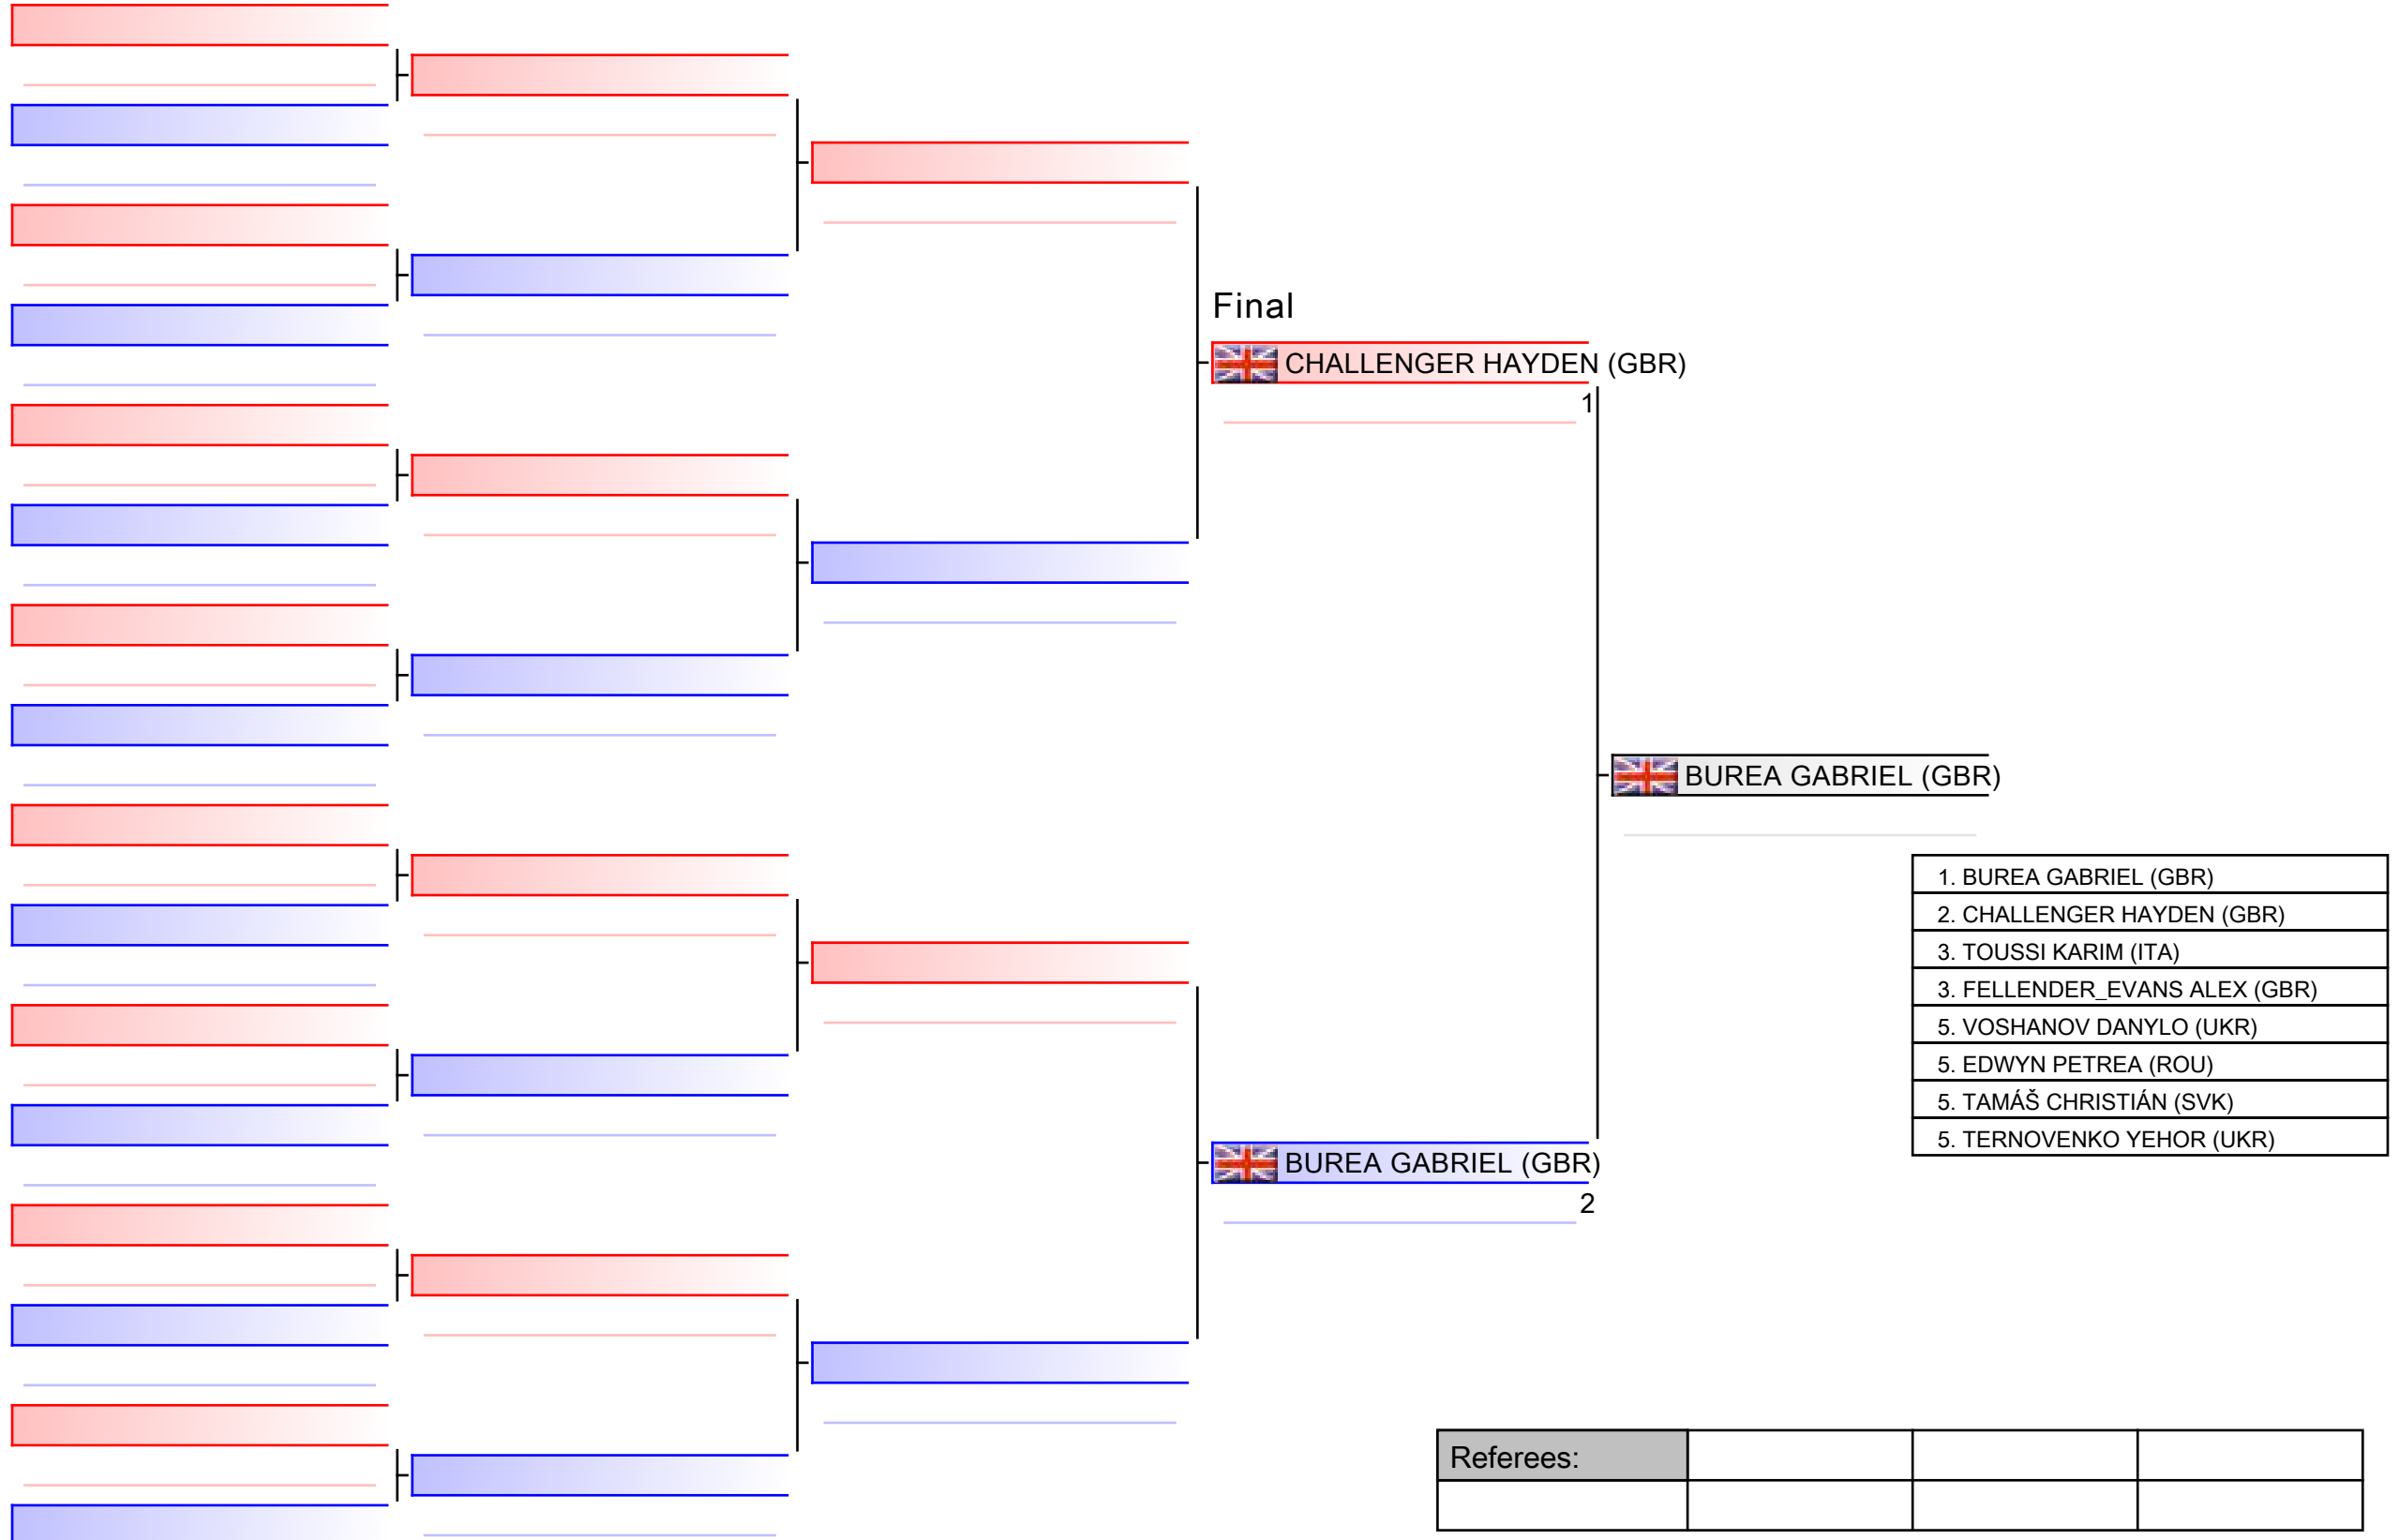 Final
CHALLENGER HAYDEN (GBR)
1
BUREA GABRIEL (GBR)
1. BUREA GABRIEL (GBR)
2. CHALLENGER HAYDEN (GBR)
3. TOUSSI KARIM (ITA)
3. FELLENDER_EVANS ALEX (GBR)
5. VOSHANOV DANYLO (UKR)
5. EDWYN PETREA (ROU)
5. TAMÁŠ CHRISTIÁN (SVK)
5. TERNOVENKO YEHOR (UKR)
BUREA GABRIEL (GBR)
2
Referees: